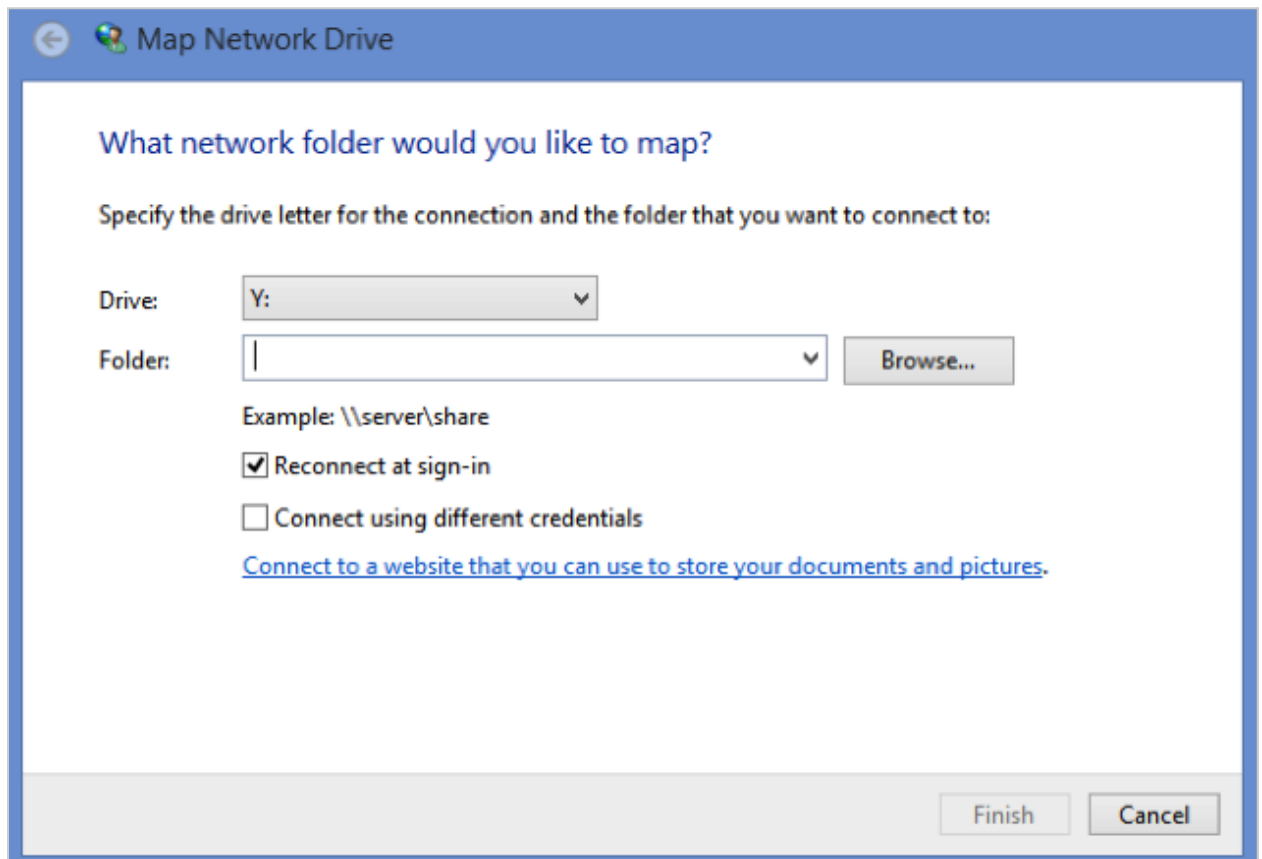 Map Network Drive
What network folder would you like to map?
Specify the drive letter for the connection and the folder that you want to connect to:
Drive: Y:
Folder: Browse...
Example: \\server\share
Reconnect at sign-in
Connect using different credentials
Connect to a website that you can use to store your documents and pictures.
Finish Cancel